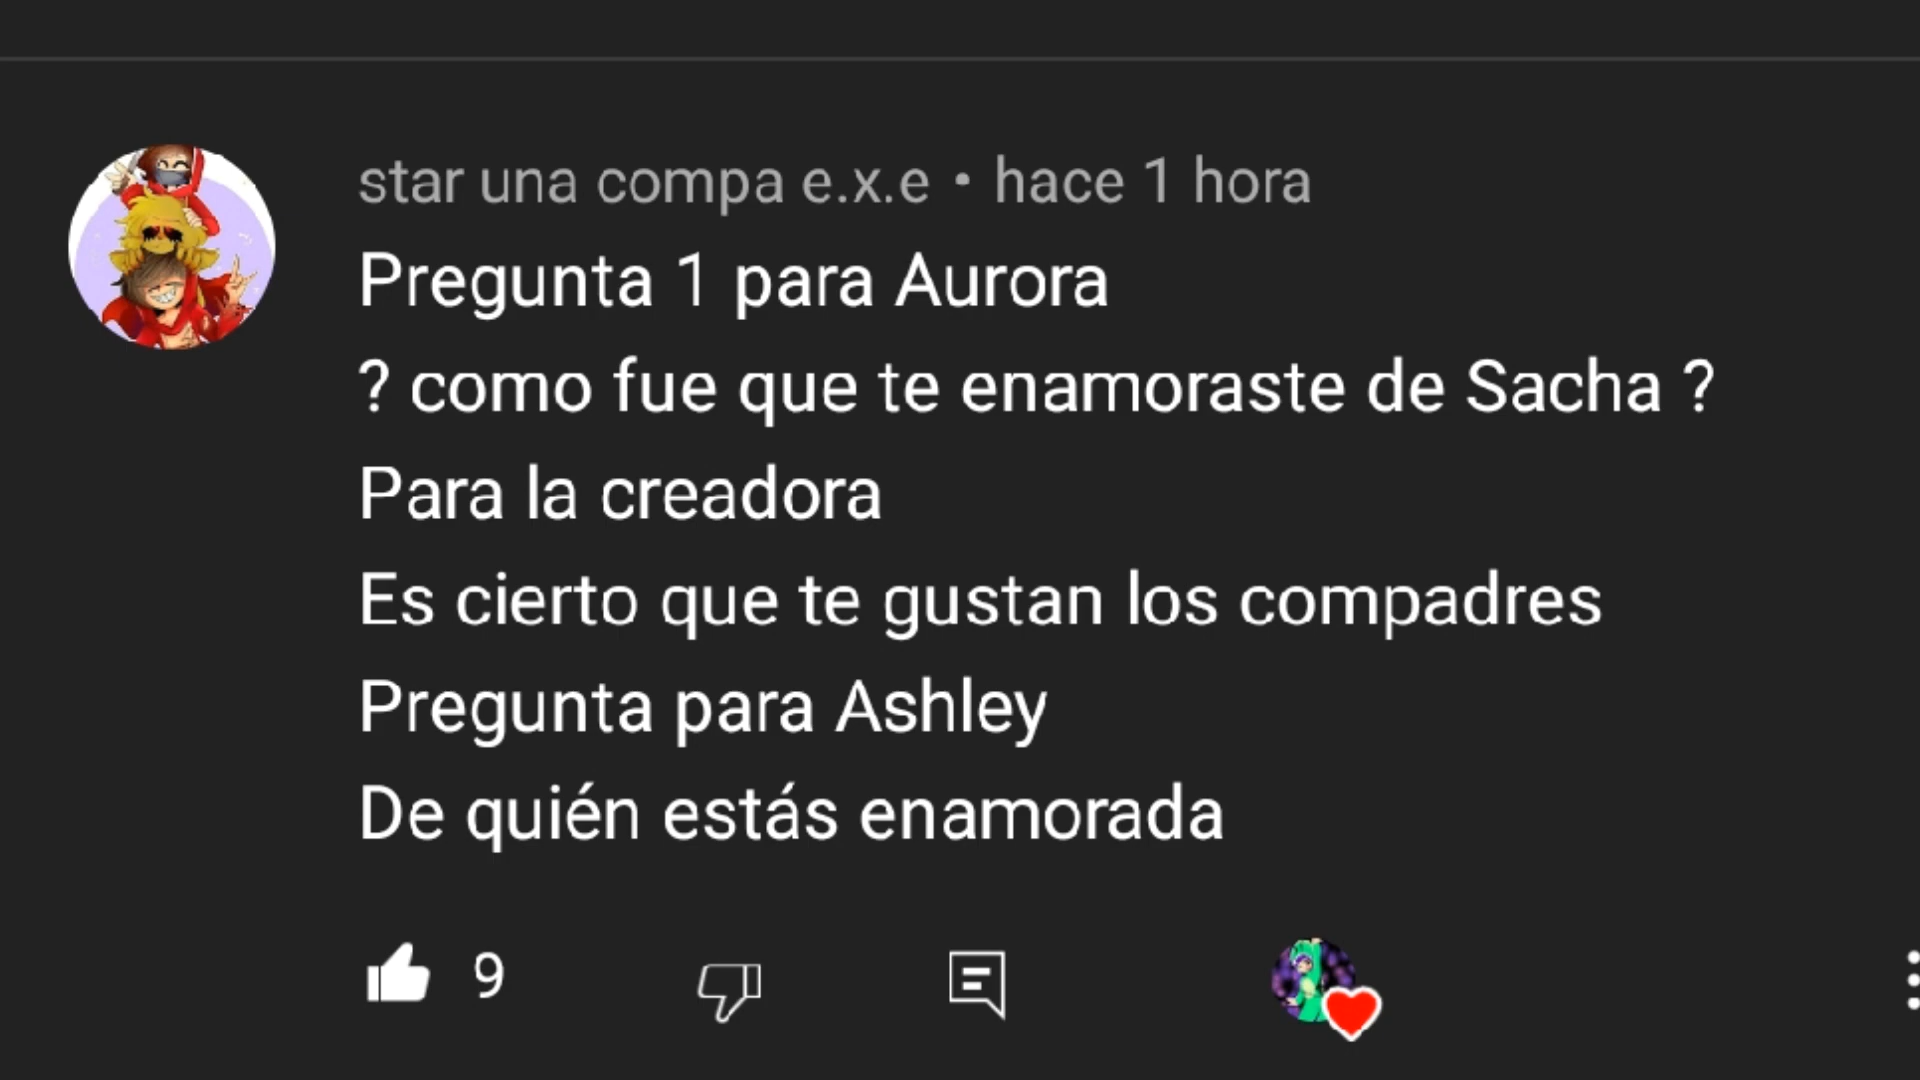 star una compa e.x.e • hace 1 hora
Pregunta 1 para Aurora
? como fue que te enamoraste de Sacha ?
Para la creadora
Es cierto que te gustan los compadres
Pregunta para Ashley
De quién estás enamorada
9